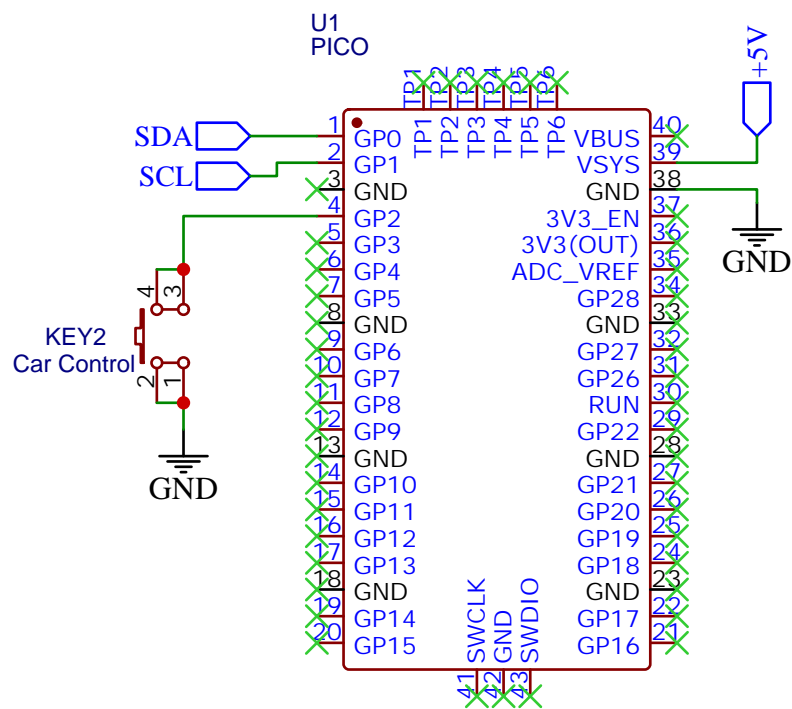 U1
PICO
TP1 TP2 TP3 TP4 TP5 TP6
TP1 TP2 TP3 TP4 TP5 TP6
+5V
SDA
SCL
1 GP0
2 GP1
3 GND
4 GP2
5 GP3
6 GP4
7 GP5
8 GND
9 GP6
10 GP7
11 GP8
12 GP9
13 GND
14 GP10
15 GP11
16 GP12
17 GP13
18 GND
19 GP14
20 GP15
VBUS 40
VSYS 39
GND 38
3V3_EN 37
3V3(OUT) 36
ADC_VREF 35
GP28 34
GND 33
GP27 32
GP26 31
RUN 30
GP22 29
GND 28
GP21 27
GP20 26
GP19 25
GP18 24
GND 23
GP17 22
GP16 21
GND
4 3
KEY2
Car Control
2 1
GND
SWCLK GND SWDIO
41 42 43